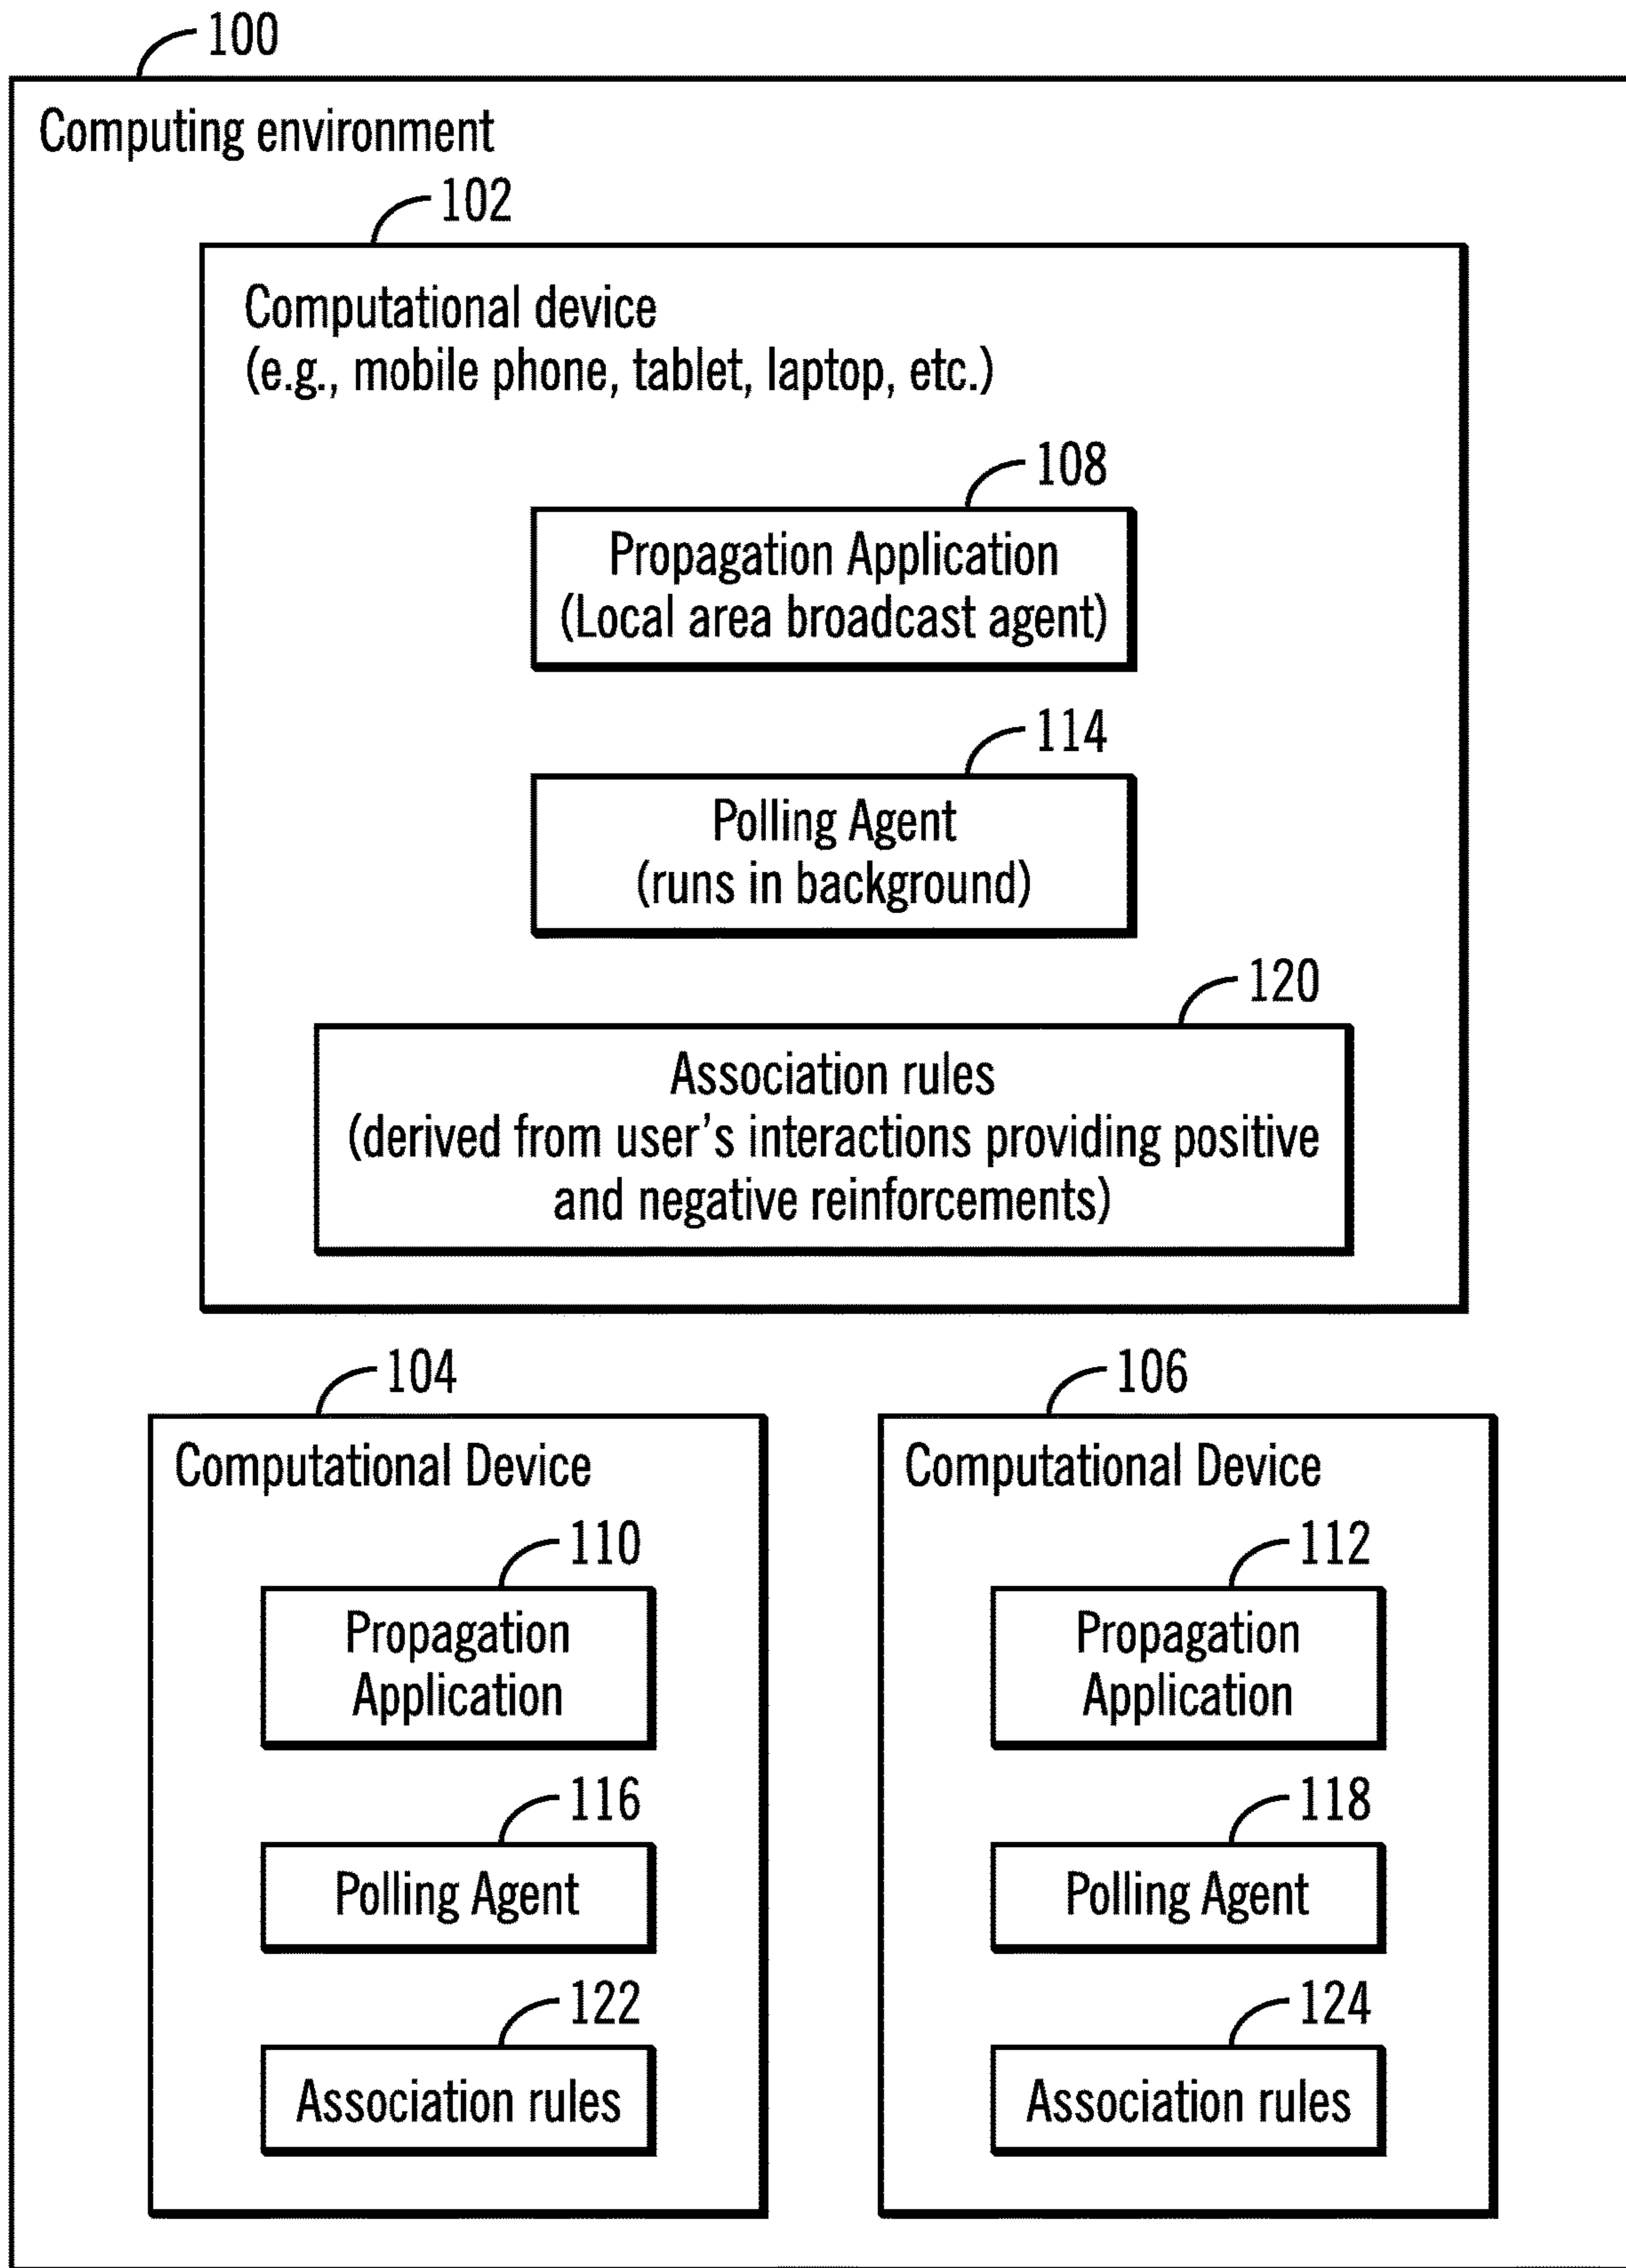 100
Computing environment
102
Computational device
(e.g., mobile phone, tablet, laptop, etc.)
108
Propagation Application
(Local area broadcast agent)
114
Polling Agent
(runs in background)
120
Association rules
(derived from user's interactions providing positive
and negative reinforcements)
104
Computational Device
110
Propagation
Application
116
Polling Agent
122
Association rules
106
Computational Device
112
Propagation
Application
118
Polling Agent
124
Association rules